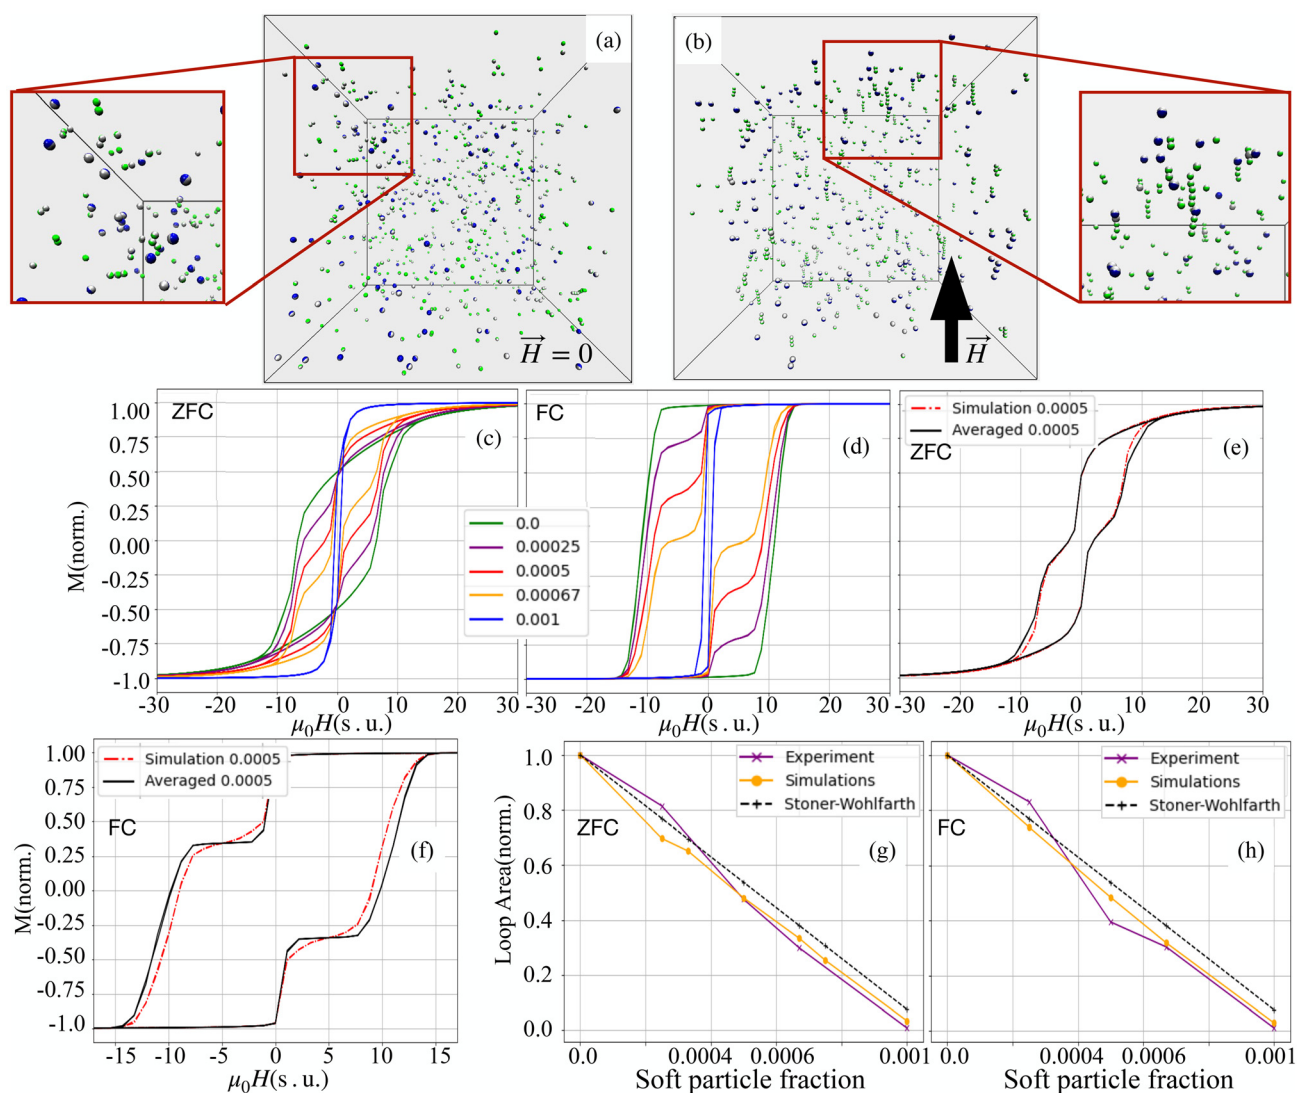 (a)
(b)
H = 0
H
1.00
0.75
0.50
0.25
0.00
-0.25
-0.50
-0.75
-1.0
M(norm.)
ZFC
(c)
-30 -20 -10 0 10 20 30
μ₀H(s.u.)
0.0
0.00025
0.0005
0.00067
0.001
FC
(d)
-20 -10 0 10 20
μ₀H(s.u.)
Simulation 0.0005
Averaged 0.0005
ZFC
(e)
-30 -20 -10 0 10 20 30
μ₀H(s.u.)
1.00
0.75
0.50
0.25
0.00
-0.25
-0.50
-0.75
-1.0
M(norm.)
Simulation 0.0005
Averaged 0.0005
FC
(f)
-15 -10 -5 0 5 10 15
μ₀H(s.u.)
1.0
0.8
0.6
0.4
0.2
0.0
Loop Area(norm.)
Experiment
Simulations
Stoner-Wohlfarth
ZFC
(g)
0.0 0.0004 0.0006 0.001
Soft particle fraction
Experiment
Simulations
Stoner-Wohlfarth
FC
(h)
0.0 0.0004 0.0006 0.001
Soft particle fraction